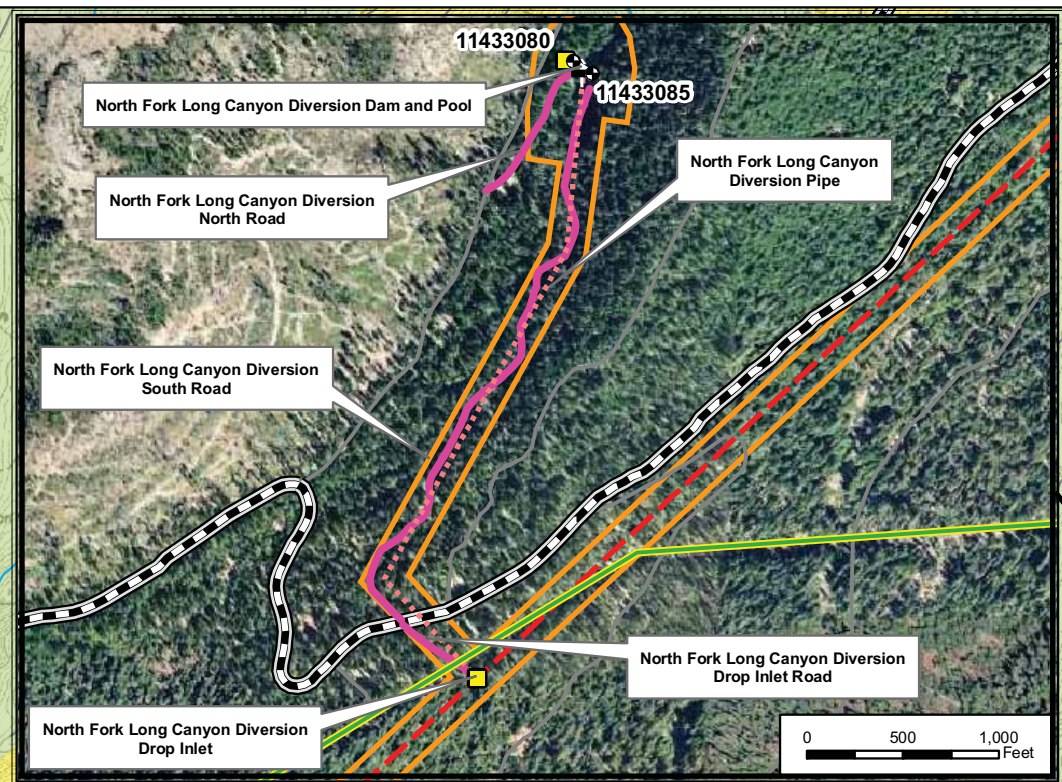 11433080
North Fork Long Canyon Diversion Dam and Pool
11433085
North Fork Long Canyon
Diversion Pipe
North Fork Long Canyon Diversion
North Road
North Fork Long Canyon Diversion
South Road
North Fork Long Canyon Diversion
Drop Inlet Road
North Fork Long Canyon Diversion
Drop Inlet
0 500 1,000
Feet